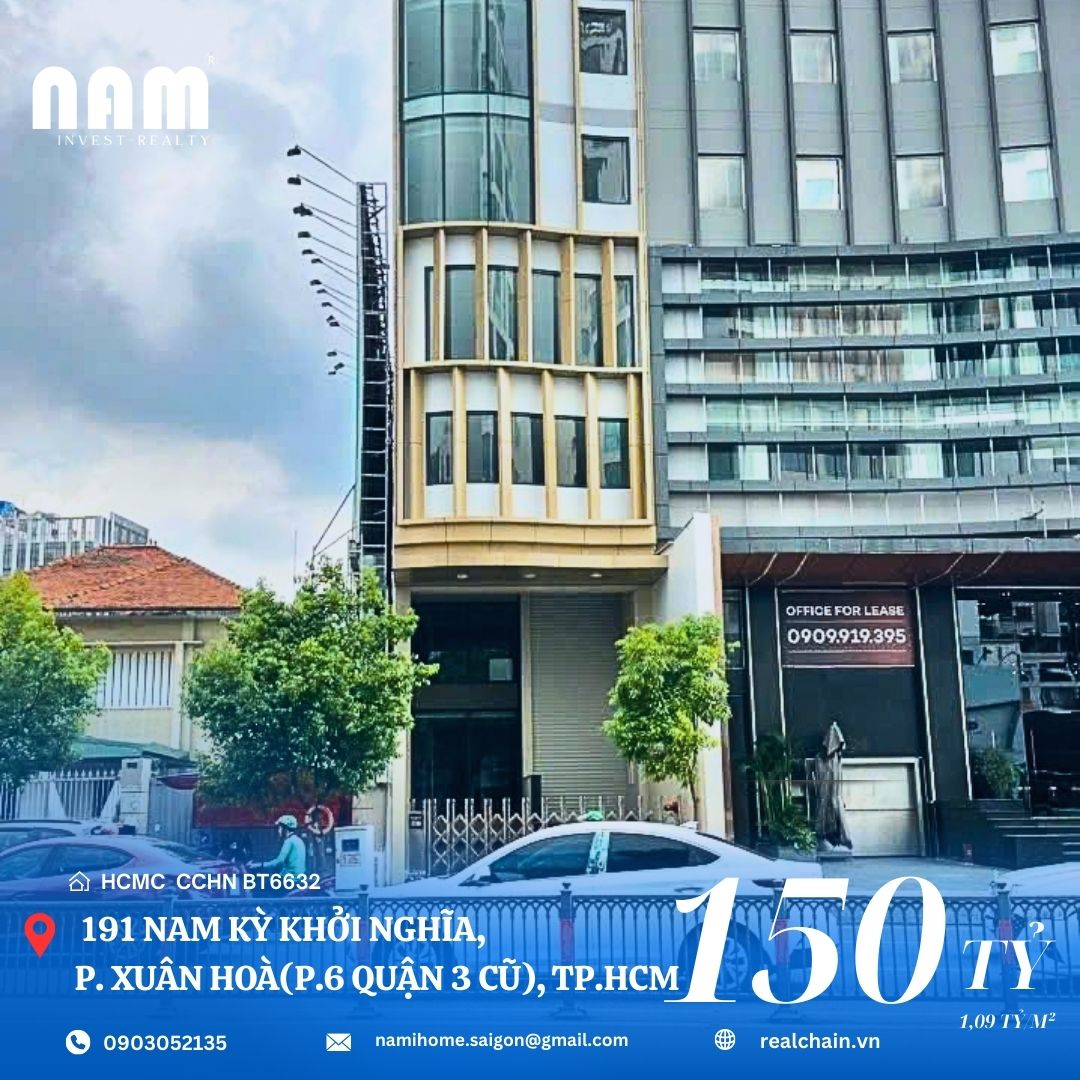 NAM
R
INVEST-REALTY
OFFICE FOR LEASE
0909.919.395
HCMC CCHN BT6632
191 NAM KỲ KHỞI NGHĨA,
P. XUÂN HOÀ(P.6 QUẬN 3 CŨ), TP.HCM
150 TỶ
1,09 TỶ/M²
0903052135
namihome.saigon@gmail.com
realchain.vn